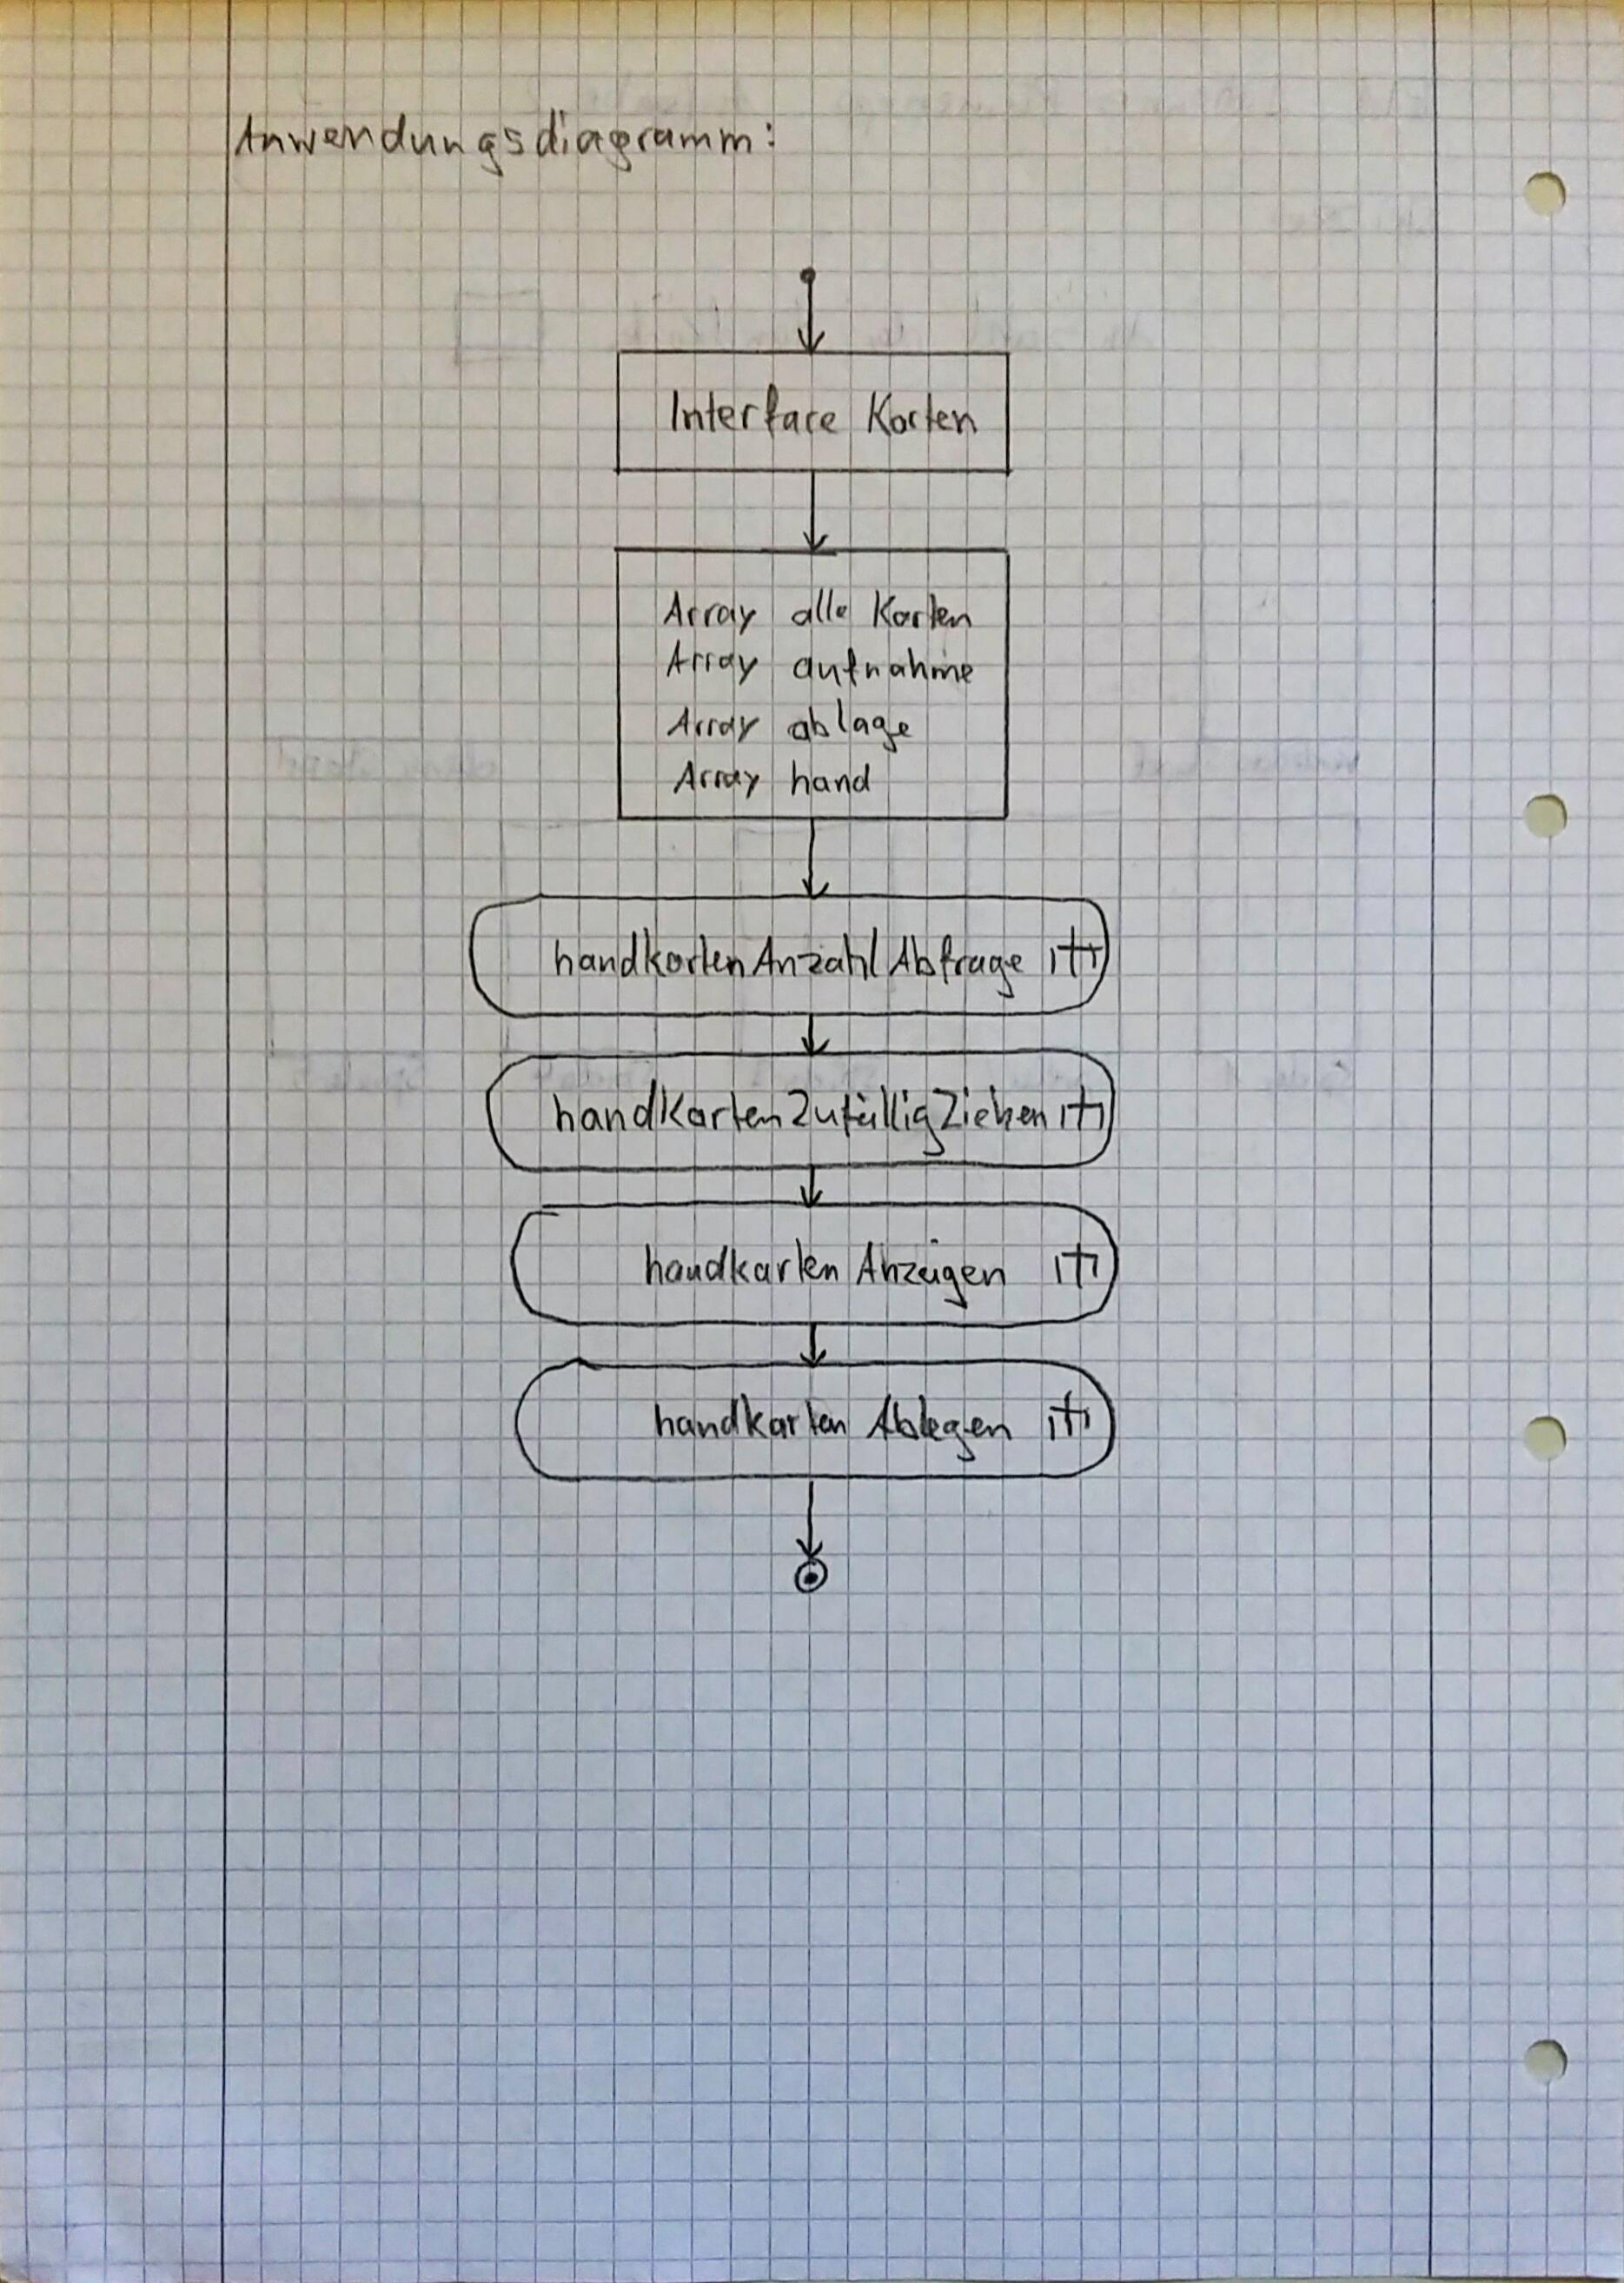 Anwendungsdiagramm:
Interface Karten
Array alle Karten
Array aufnahme
Array ablage
Array hand
handkartenAnzahlAbfrage
handKartenZufälligZiehen
handkarten Anzeigen
handkarten Ablegen